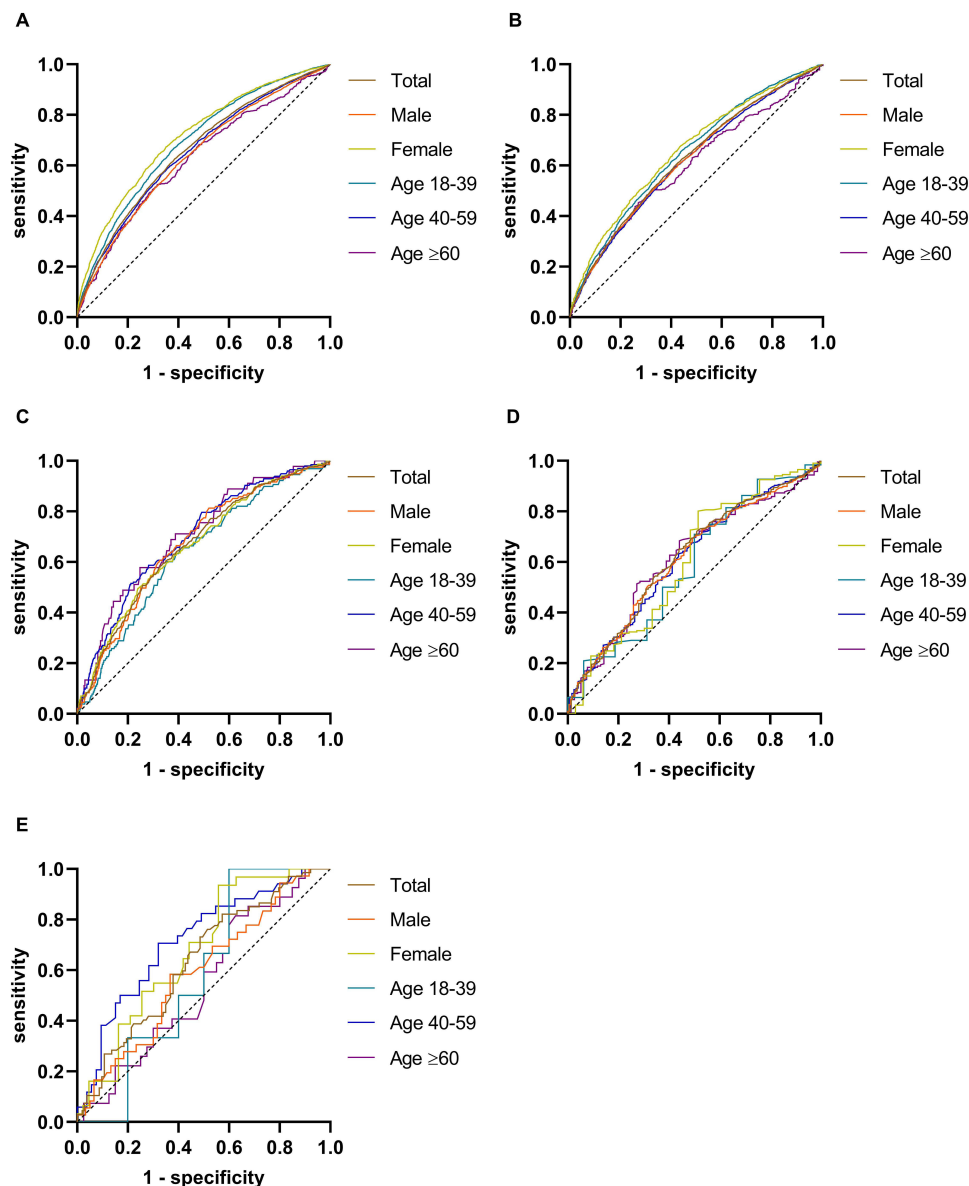 A
sensitivity
1.0
0.8
0.6
0.4
0.2
0.0
0.0 0.2 0.4 0.6 0.8 1.0
1 - specificity
Total
Male
Female
Age 18-39
Age 40-59
Age ≥60
B
sensitivity
1.0
0.8
0.6
0.4
0.2
0.0
0.0 0.2 0.4 0.6 0.8 1.0
1 - specificity
Total
Male
Female
Age 18-39
Age 40-59
Age ≥60
C
sensitivity
1.0
0.8
0.6
0.4
0.2
0.0
0.0 0.2 0.4 0.6 0.8 1.0
1 - specificity
Total
Male
Female
Age 18-39
Age 40-59
Age ≥60
D
sensitivity
1.0
0.8
0.6
0.4
0.2
0.0
0.0 0.2 0.4 0.6 0.8 1.0
1 - specificity
Total
Male
Female
Age 18-39
Age 40-59
Age ≥60
E
sensitivity
1.0
0.8
0.6
0.4
0.2
0.0
0.0 0.2 0.4 0.6 0.8 1.0
1 - specificity
Total
Male
Female
Age 18-39
Age 40-59
Age ≥60